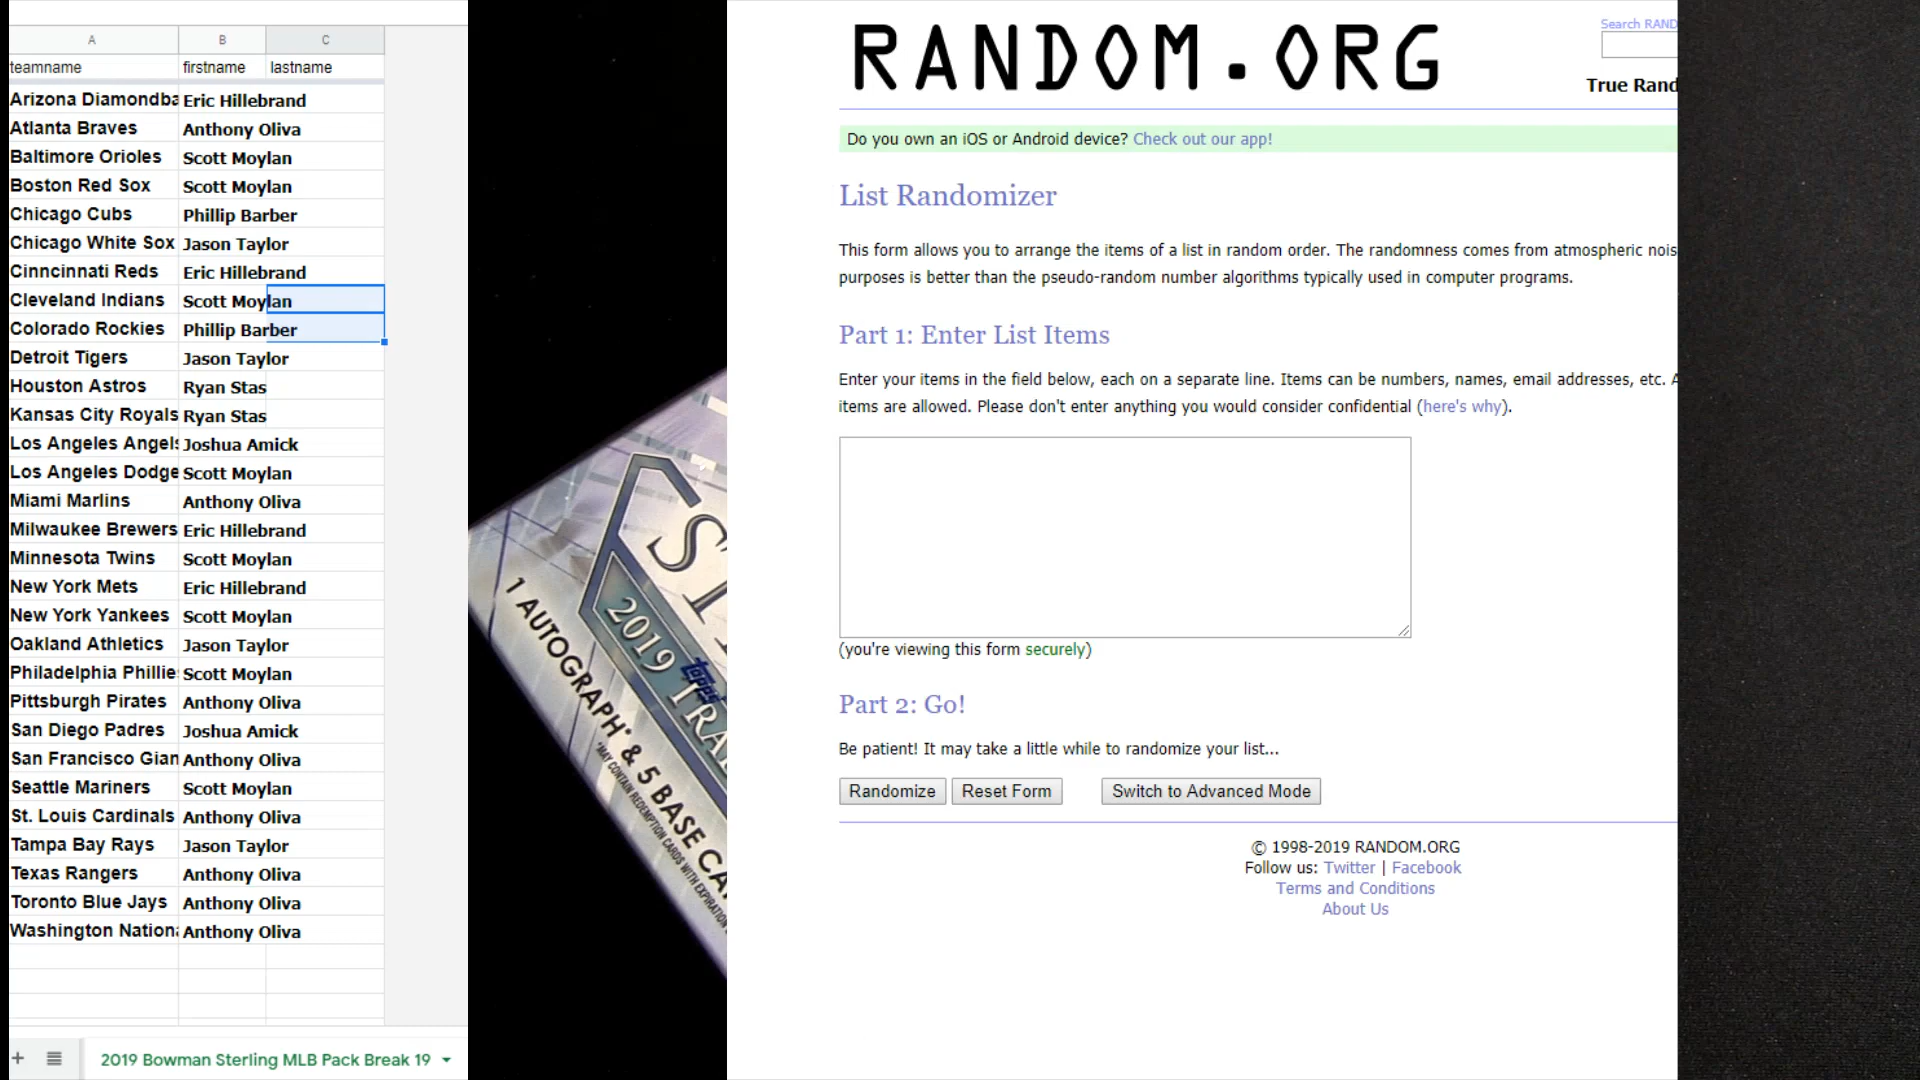 A B C
teamname firstname lastname
Arizona Diamondba Eric Hillebrand
Atlanta Braves Anthony Oliva
Baltimore Orioles Scott Moylan
Boston Red Sox Scott Moylan
Chicago Cubs Phillip Barber
Chicago White Sox Jason Taylor
Cinncinnati Reds Eric Hillebrand
Cleveland Indians Scott Moylan
Colorado Rockies Phillip Barber
Detroit Tigers Jason Taylor
Houston Astros Ryan Stas
Kansas City Royals Ryan Stas
Los Angeles Angels Joshua Amick
Los Angeles Dodge Scott Moylan
Miami Marlins Anthony Oliva
Milwaukee Brewers Eric Hillebrand
Minnesota Twins Scott Moylan
New York Mets Eric Hillebrand
New York Yankees Scott Moylan
Oakland Athletics Jason Taylor
Philadelphia Phillie Scott Moylan
Pittsburgh Pirates Anthony Oliva
San Diego Padres Joshua Amick
San Francisco Gian Anthony Oliva
Seattle Mariners Scott Moylan
St. Louis Cardinals Anthony Oliva
Tampa Bay Rays Jason Taylor
Texas Rangers Anthony Oliva
Toronto Blue Jays Anthony Oliva
Washington Nationa Anthony Oliva
2019 Bowman Sterling MLB Pack Break 19
ST
topps
2019 TRA
1 AUTOGRAPH* & 5 BASE CA
*MAY CONTAIN REDEMPTION CARDS WITH EXPIRATION
RANDOM.ORG
Search RAND
True Rand
Do you own an iOS or Android device? Check out our app!
List Randomizer
This form allows you to arrange the items of a list in random order. The randomness comes from atmospheric nois
purposes is better than the pseudo-random number algorithms typically used in computer programs.
Part 1: Enter List Items
Enter your items in the field below, each on a separate line. Items can be numbers, names, email addresses, etc. A
items are allowed. Please don't enter anything you would consider confidential (here's why).
(you're viewing this form securely)
Part 2: Go!
Be patient! It may take a little while to randomize your list...
Randomize Reset Form Switch to Advanced Mode
© 1998-2019 RANDOM.ORG
Follow us: Twitter | Facebook
Terms and Conditions
About Us